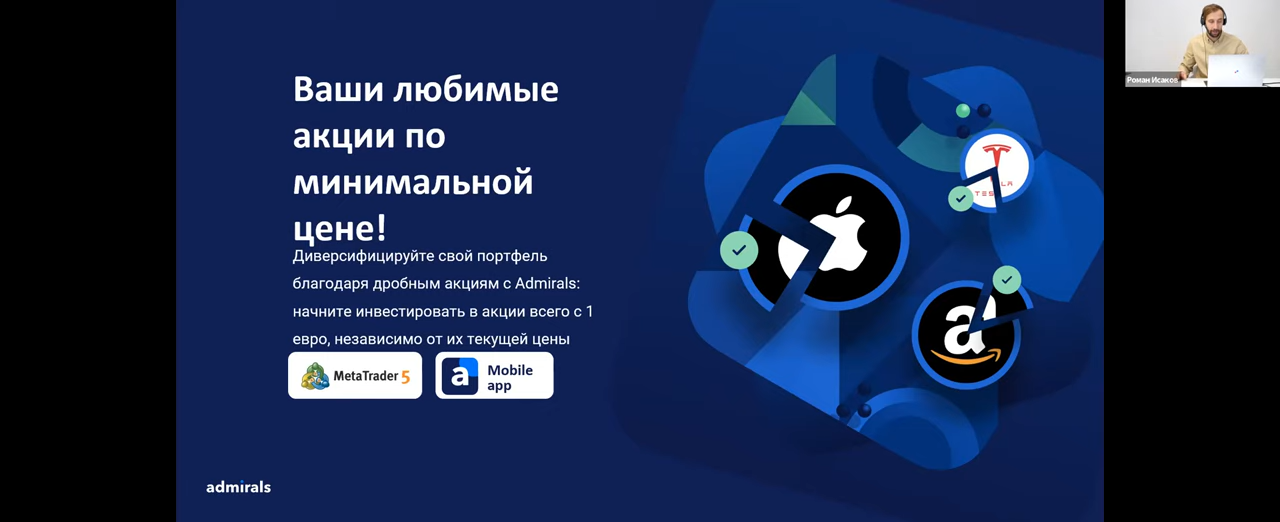 Ваши любимые
акции по
минимальной
цене!
Диверсифицируйте свой портфель
благодаря дробным акциям с Admirals:
начните инвестировать в акции всего с 1
евро, независимо от их текущей цены
MetaTrader 5
a
Mobile
app
admirals
a
Роман Исаков